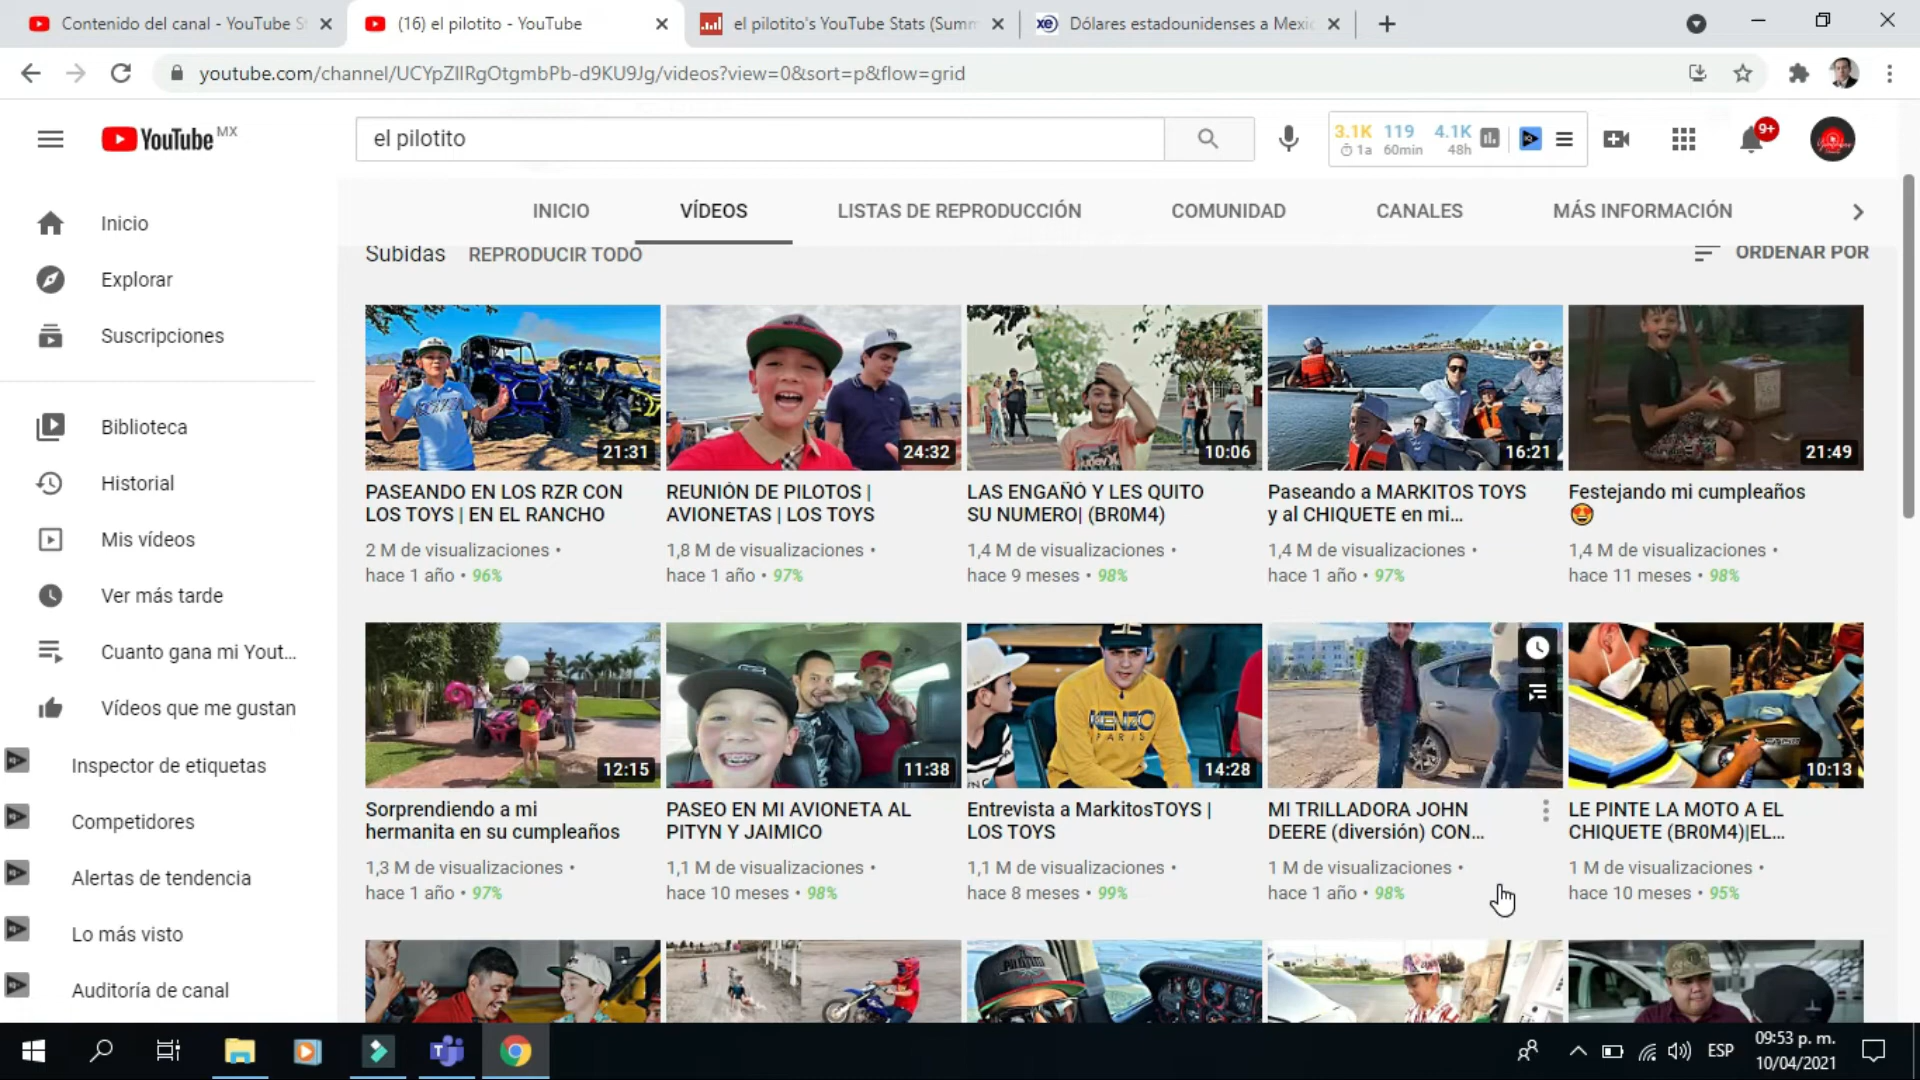 Contenido del canal - YouTube S
(16) el pilotito - YouTube
el pilotito's YouTube Stats (Summ
Dólares estadounidenses a Mexic
youtube.com/channel/UCYpZIlRgOtgmbPb-d9KU9Jg/videos?view=0&sort=p&flow=grid
YouTube MX
el pilotito
3.1K 119 4.1K
1a 60min 48h
9+
INICIO
VÍDEOS
LISTAS DE REPRODUCCIÓN
COMUNIDAD
CANALES
MÁS INFORMACIÓN
Inicio
Explorar
Suscripciones
Biblioteca
Historial
Mis vídeos
Ver más tarde
Cuanto gana mi Yout...
Vídeos que me gustan
Inspector de etiquetas
Competidores
Alertas de tendencia
Lo más visto
Auditoría de canal
Subidas
REPRODUCIR TODO
ORDENAR POR
21:31
24:32
10:06
16:21
21:49
PASEANDO EN LOS RZR CON
LOS TOYS | EN EL RANCHO
2 M de visualizaciones •
hace 1 año • 96%
REUNIÓN DE PILOTOS |
AVIONETAS | LOS TOYS
1,8 M de visualizaciones •
hace 1 año • 97%
LAS ENGAÑÓ Y LES QUITO
SU NUMERO| (BR0M4)
1,4 M de visualizaciones •
hace 9 meses • 98%
Paseando a MARKITOS TOYS
y al CHIQUETE en mi...
1,4 M de visualizaciones •
hace 1 año • 97%
Festejando mi cumpleaños
😍
1,4 M de visualizaciones •
hace 11 meses • 98%
12:15
11:38
KENZO
PARIS
14:28
10:13
Sorprendiendo a mi
hermanita en su cumpleaños
1,3 M de visualizaciones •
hace 1 año • 97%
PASEO EN MI AVIONETA AL
PITYN Y JAIMICO
1,1 M de visualizaciones •
hace 10 meses • 98%
Entrevista a MarkitosTOYS |
LOS TOYS
1,1 M de visualizaciones •
hace 8 meses • 99%
MI TRILLADORA JOHN
DEERE (diversión) CON...
1 M de visualizaciones •
hace 1 año • 98%
LE PINTE LA MOTO A EL
CHIQUETE (BR0M4)|EL...
1 M de visualizaciones •
hace 10 meses • 95%
ESP
09:53 p. m.
10/04/2021